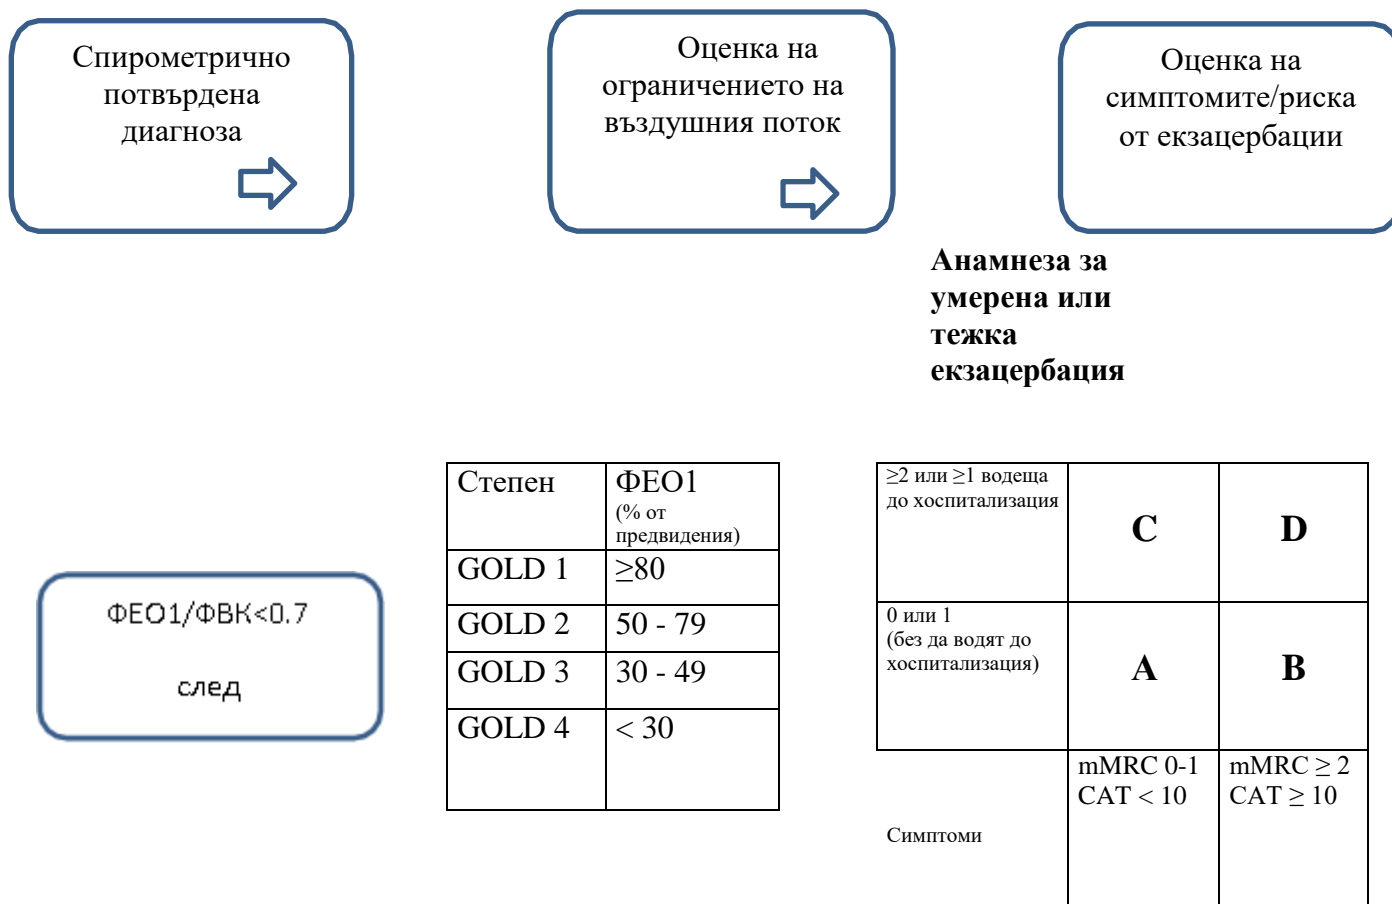 Спирометрично
потвърдена
диагноза
Оценка на
ограничението на
въздушния поток
Оценка на
симптомите/риска
от екзацербации
Анамнеза за
умерена или
тежка
екзацербация
ФЕО1/ФВК<0.7
след
Степен ФЕО1
(% от
предвидения)
GOLD 1 ≥80
GOLD 2 50 - 79
GOLD 3 30 - 49
GOLD 4 < 30
≥2 или ≥1 водеща
до хоспитализация
C D
0 или 1
(без да водят до
хоспитализация)
A B
mMRC 0-1 mMRC ≥ 2
CAT < 10 CAT ≥ 10
Симптоми